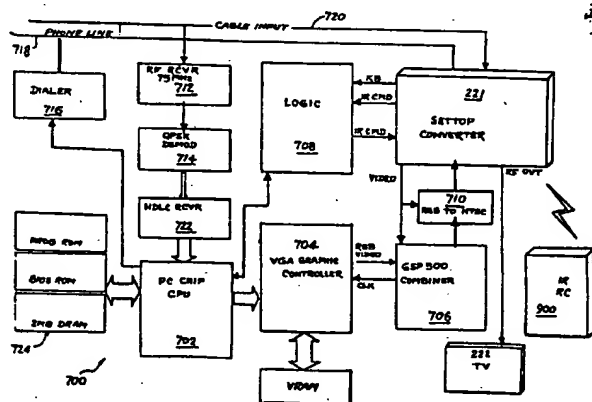 CABLE INPUT
720
718
PHONE LINE
DIALER
716
RF RCVR
75MHz
712
QPSK
DEMOD
714
HDLC RCVR
722
LOGIC
708
KB
IR CMD
IR CMD
221
SETTOP
CONVERTER
VIDEO
RF OUT
710
RGB TO NTSC
BIOS ROM
2MB DRAM
724
700
PC CHIP
CPU
702
704
VGA GRAPHIC
CONTROLLER
RGB
VIDEO
CLK
GSP 500
COMBINER
706
VRAM
IR
RC
900
222
TV